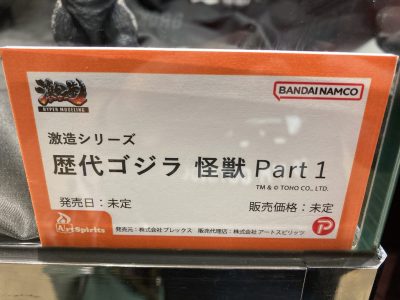 激造
HYPER MODELING
BANDAI NAMCO
激造シリーズ
歴代ゴジラ 怪獣 Part 1
TM & © TOHO CO., LTD.
発売日：未定
販売価格：未定
ArtSpirits
発売元：株式会社 プレックス 販売代理店：株式会社 アートスピリッツ
P